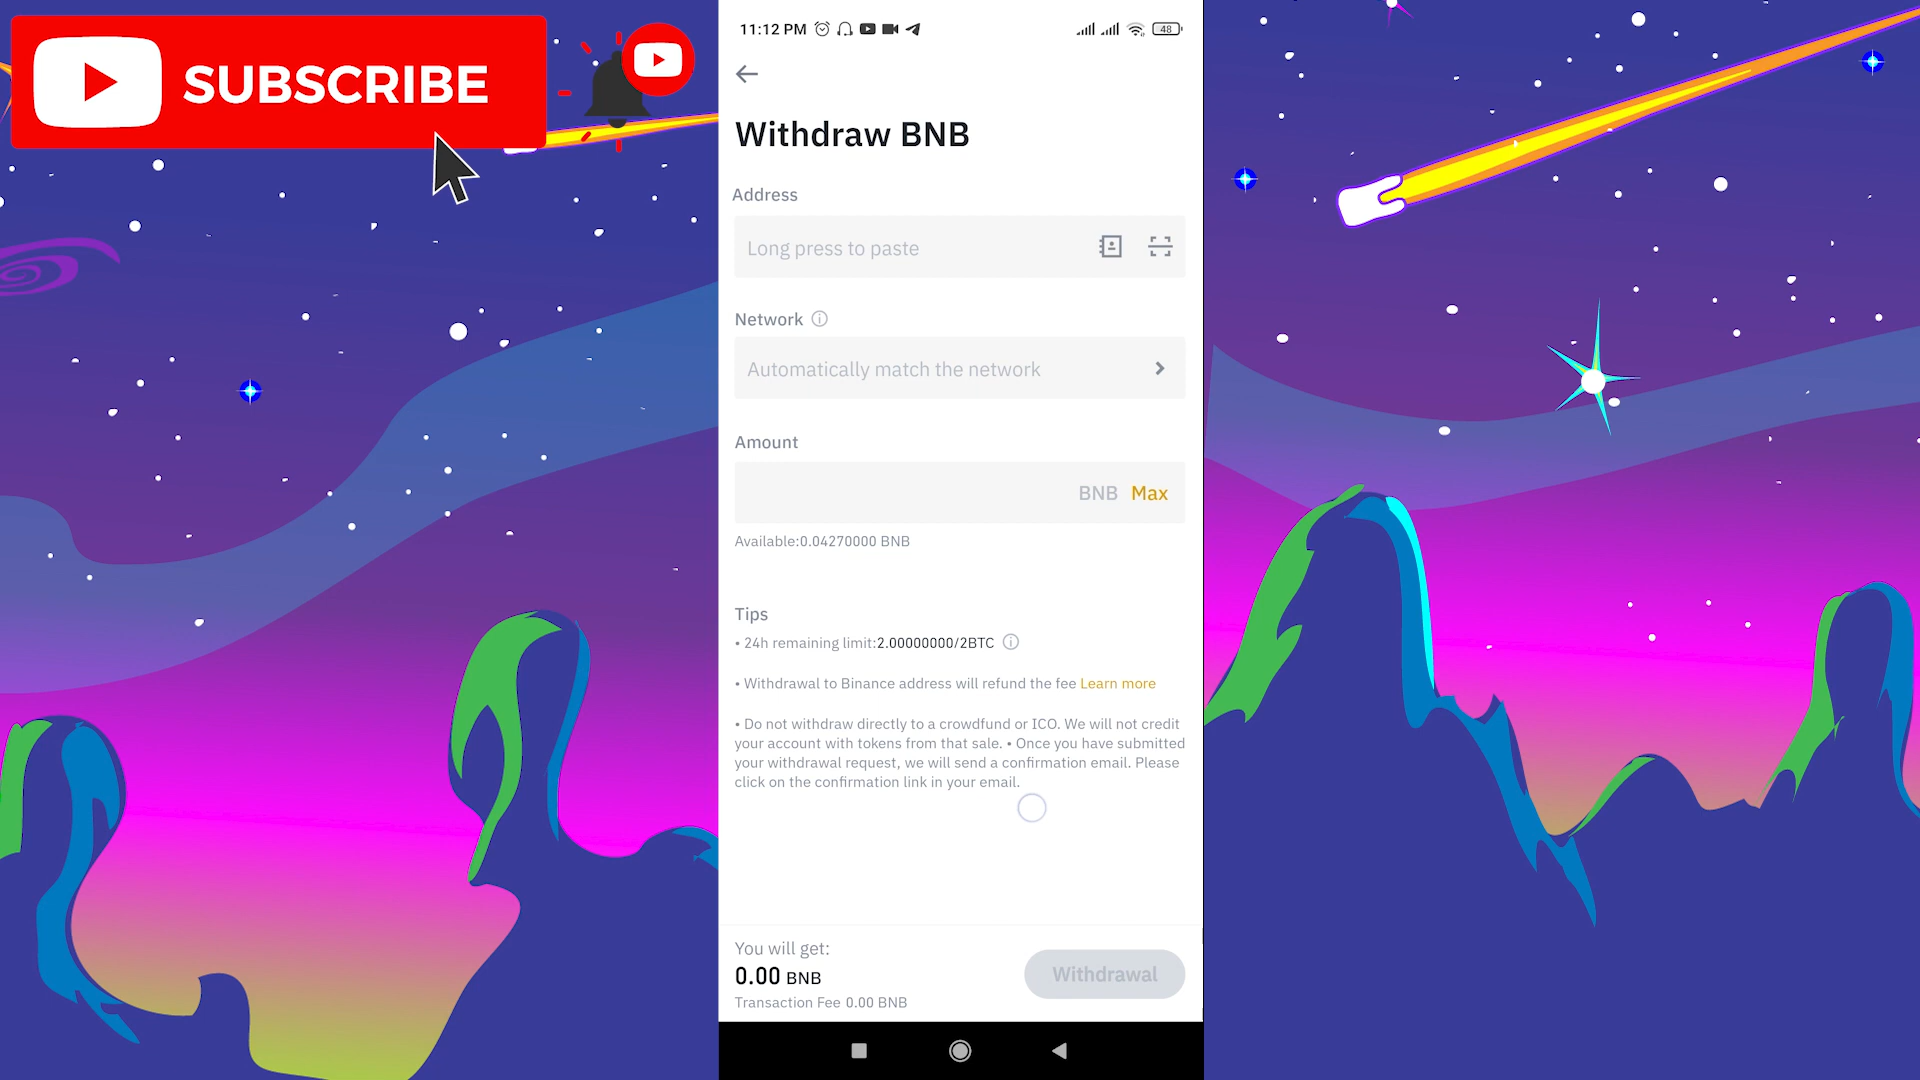 SUBSCRIBE
11:12 PM
48
Withdraw BNB
Address
Long press to paste
Network
Automatically match the network
Amount
BNB Max
Available:0.04270000 BNB
Tips
• 24h remaining limit:2.00000000/2BTC
• Withdrawal to Binance address will refund the fee Learn more
• Do not withdraw directly to a crowdfund or ICO. We will not credit
your account with tokens from that sale. • Once you have submitted
your withdrawal request, we will send a confirmation email. Please
click on the confirmation link in your email.
You will get:
0.00 BNB
Withdrawal
Transaction Fee 0.00 BNB